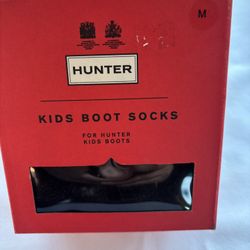 M
HUNTER
KIDS BOOT SOCKS
FOR HUNTER
KIDS BOOTS